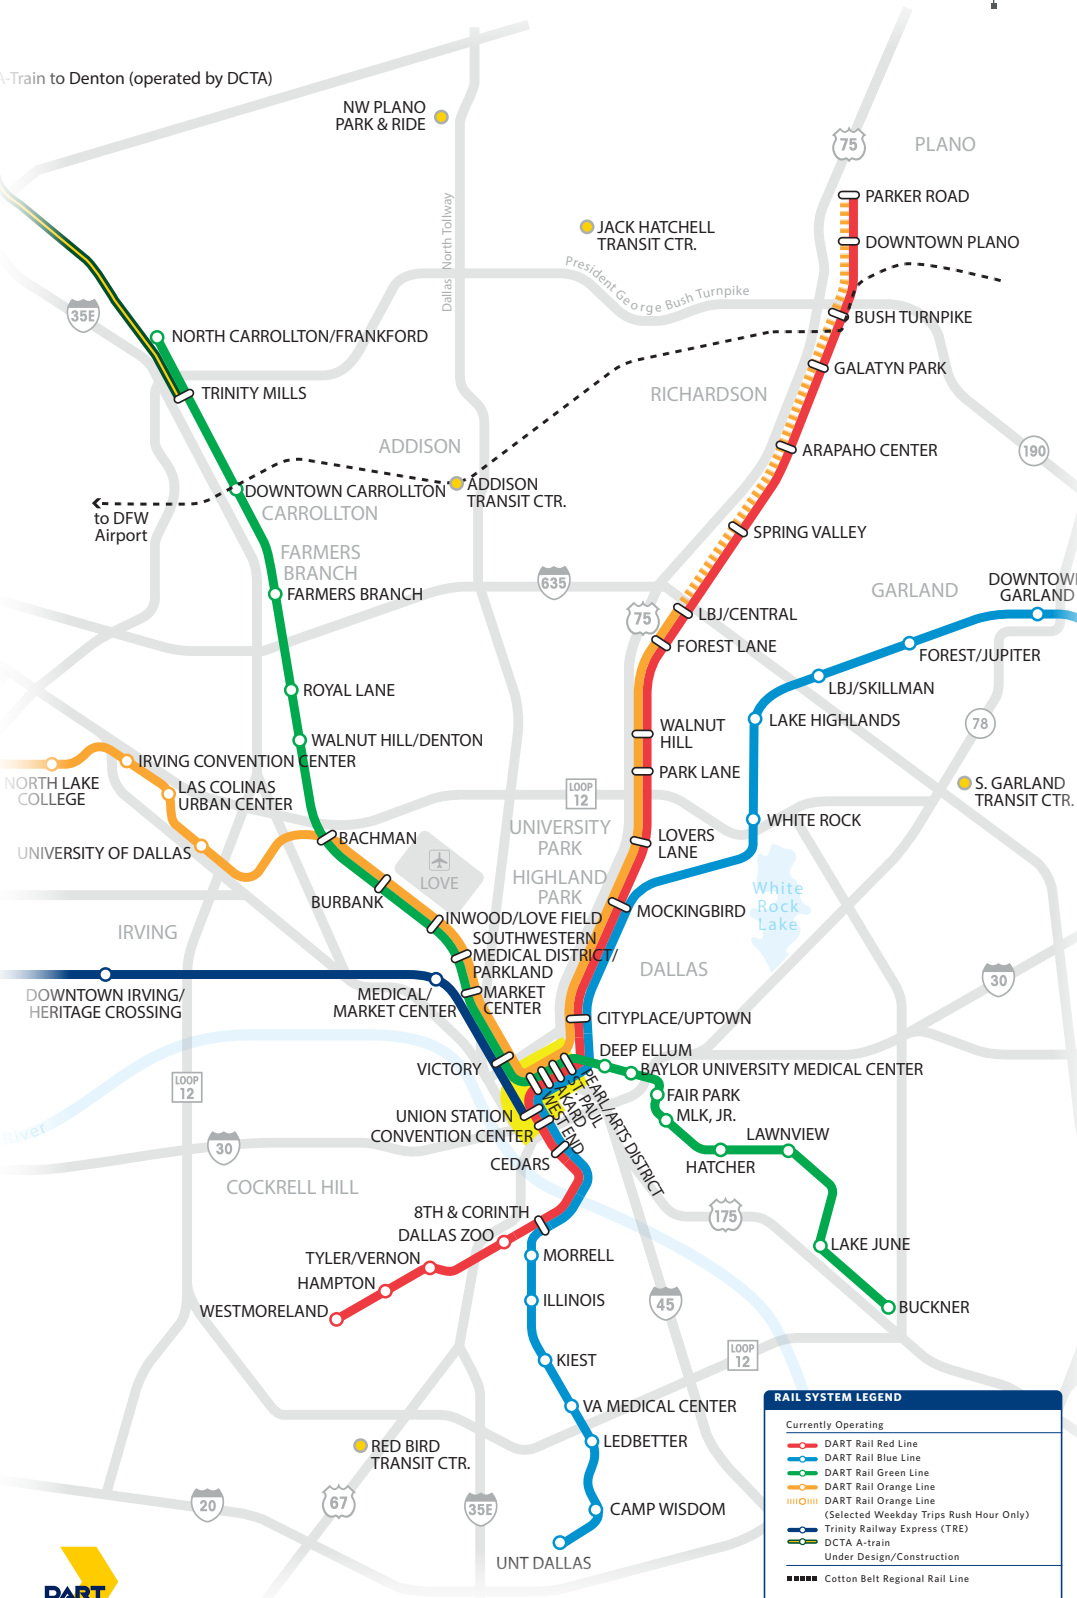 A-Train to Denton (operated by DCTA)
NW PLANO
PARK & RIDE
75
PLANO
PARKER ROAD
Dallas North Tollway
JACK HATCHELL
TRANSIT CTR.
DOWNTOWN PLANO
President George Bush Turnpike
35E
BUSH TURNPIKE
NORTH CARROLLTON/FRANKFORD
GALATYN PARK
TRINITY MILLS
RICHARDSON
ADDISON
ARAPAHO CENTER
190
DOWNTOWN CARROLLTON
ADDISON
TRANSIT CTR.
to DFW
Airport
CARROLLTON
SPRING VALLEY
FARMERS
BRANCH
635
GARLAND
DOWNTOW
GARLAND
FARMERS BRANCH
75
LBJ/CENTRAL
FOREST LANE
FOREST/JUPITER
ROYAL LANE
LBJ/SKILLMAN
WALNUT
HILL
LAKE HIGHLANDS
78
WALNUT HILL/DENTON
IRVING CONVENTION CENTER
PARK LANE
NORTH LAKE
COLLEGE
LAS COLINAS
URBAN CENTER
LOOP
12
S. GARLAND
TRANSIT CTR.
UNIVERSITY
PARK
WHITE ROCK
BACHMAN
LOVERS
LANE
UNIVERSITY OF DALLAS
LOVE
HIGHLAND
PARK
White
Rock
Lake
BURBANK
INWOOD/LOVE FIELD
MOCKINGBIRD
IRVING
SOUTHWESTERN
MEDICAL DISTRICT/
PARKLAND
DALLAS
30
DOWNTOWN IRVING/
HERITAGE CROSSING
MEDICAL/
MARKET CENTER
MARKET
CENTER
CITYPLACE/UPTOWN
DEEP ELLUM
VICTORY
BAYLOR UNIVERSITY MEDICAL CENTER
LOOP
12
FAIR PARK
MLK, JR.
PEARL/ARTS DISTRICT
ST. PAUL
AKARD
WEST END
UNION STATION
CONVENTION CENTER
River
30
LAWNVIEW
CEDARS
HATCHER
COCKRELL HILL
8TH & CORINTH
175
DALLAS ZOO
LAKE JUNE
TYLER/VERNON
MORRELL
HAMPTON
ILLINOIS
45
WESTMORELAND
BUCKNER
LOOP
12
KIEST
VA MEDICAL CENTER
LEDBETTER
RED BIRD
TRANSIT CTR.
20
67
35E
CAMP WISDOM
UNT DALLAS
DART
RAIL SYSTEM LEGEND
Currently Operating
DART Rail Red Line
DART Rail Blue Line
DART Rail Green Line
DART Rail Orange Line
DART Rail Orange Line
(Selected Weekday Trips Rush Hour Only)
Trinity Railway Express (TRE)
DCTA A-train
Under Design/Construction
Cotton Belt Regional Rail Line